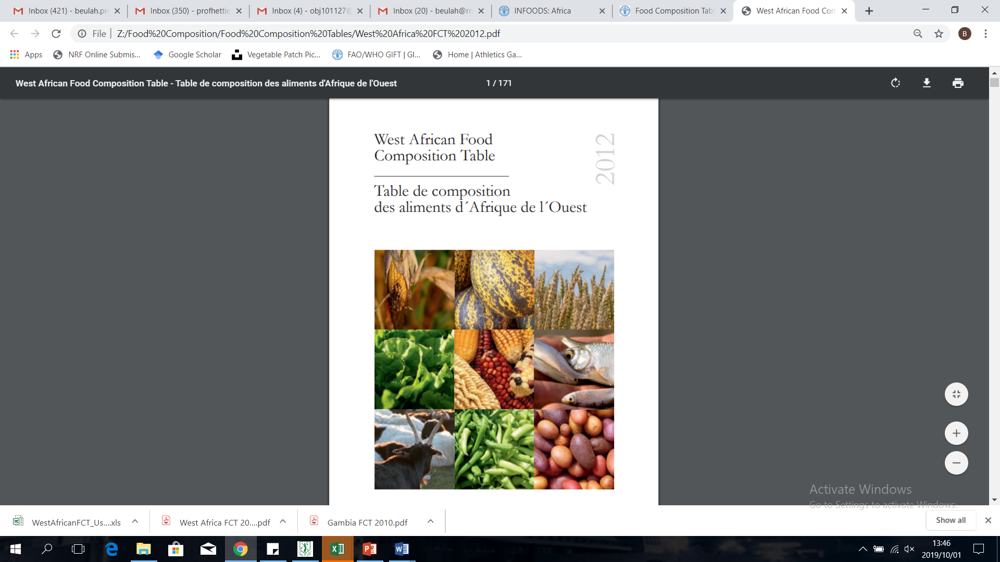 Inbox (421) - beulah.pr
Inbox (350) - profhettie
Inbox (4) - obj101127@
Inbox (20) - beulah@rn
INFOODS: Africa
Food Composition Tab
West African Food Con
File
Z:/Food%20Composition/Food%20Composition%20Tables/West%20Africa%20FCT%202012.pdf
B
Apps
NRF Online Submis...
Google Scholar
Vegetable Patch Pic...
FAO/WHO GIFT | Gl...
Home | Athletics Ga...
West African Food Composition Table - Table de composition des aliments d'Afrique de l'Ouest
1 / 171
West African Food
Composition Table
2012
Table de composition
des aliments d´Afrique de l´Ouest
Activate Windows
Go to Settings to activate Windows.
WestAfricanFCT_Us....xls
West Africa FCT 20....pdf
Gambia FCT 2010.pdf
Show all
13:46
2019/10/01